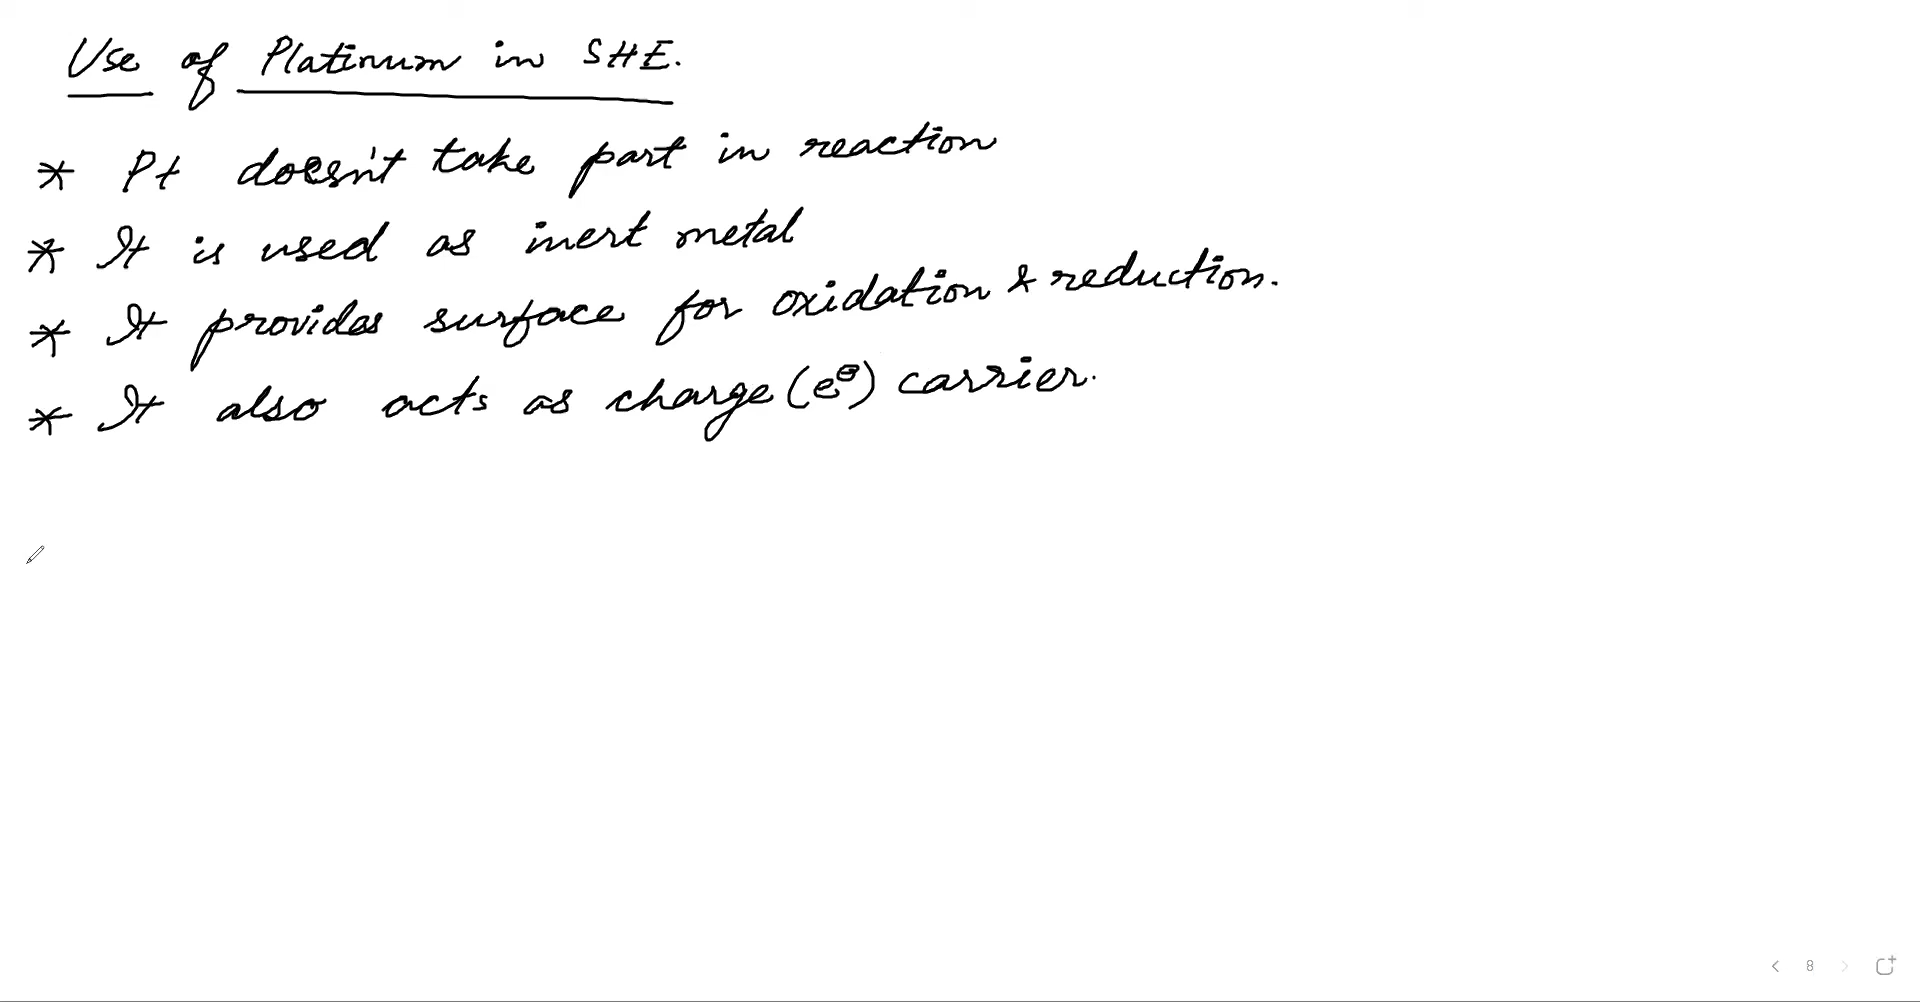 Use of Platinum in SHE.
* Pt doesn't take part in reaction
* It is used as inert metal
* It provides surface for oxidation & reduction.
* It also acts as charge (e⊖) carrier.
8